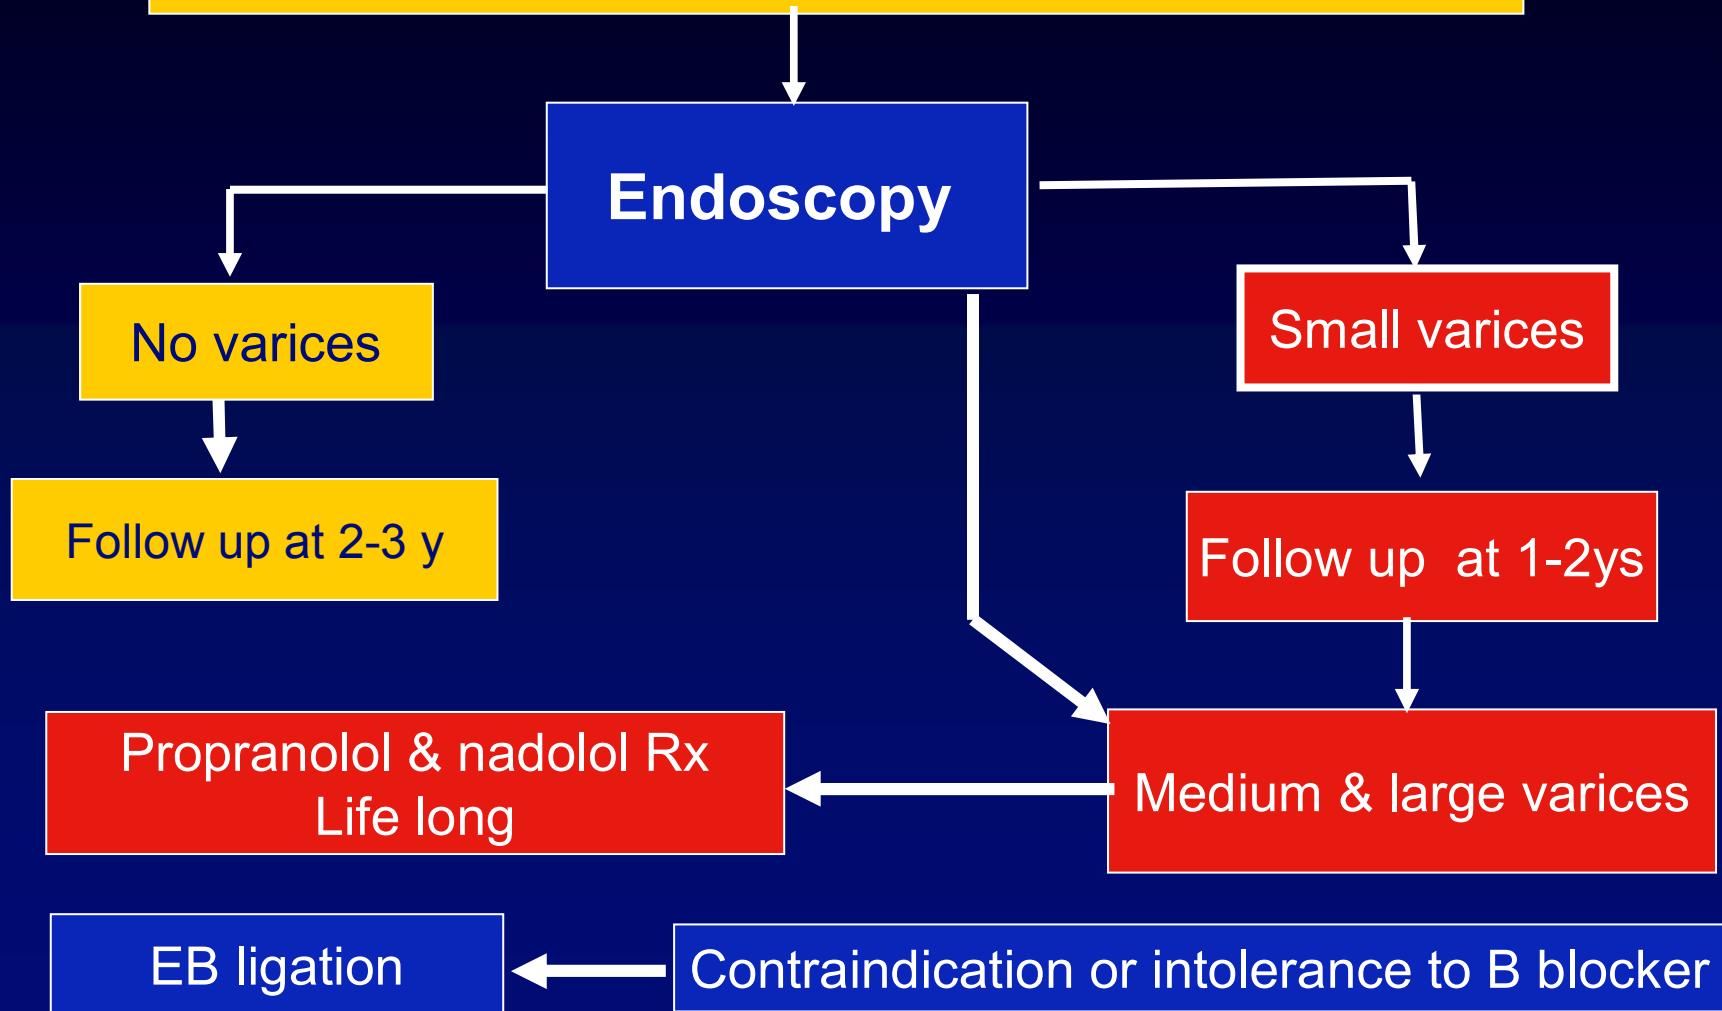 Endoscopy
No varices
Small varices
Follow up at 2-3 y
Follow up at 1-2ys
Propranolol & nadolol Rx
Life long
Medium & large varices
EB ligation
Contraindication or intolerance to B blocker